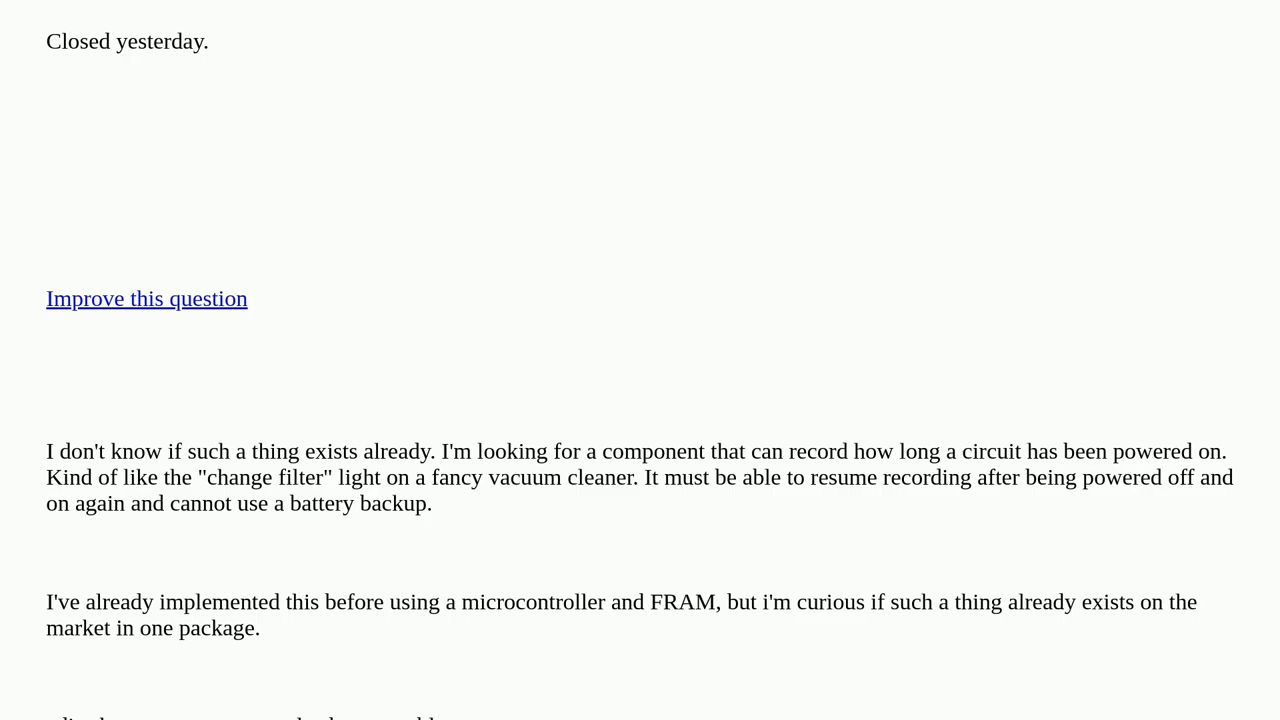 Closed yesterday.
Improve this question
I don't know if such a thing exists already. I'm looking for a component that can record how long a circuit has been powered on.
Kind of like the "change filter" light on a fancy vacuum cleaner. It must be able to resume recording after being powered off and
on again and cannot use a battery backup.
I've already implemented this before using a microcontroller and FRAM, but i'm curious if such a thing already exists on the
market in one package.